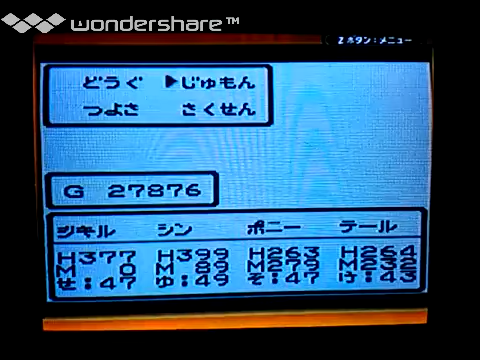 wondershare™
Zボタン:メニュー
どうぐ ▶じゅもん
つよさ さくせん
G 27876
ジキル シン ポニー テール
H377 H399 H263 H264
M 0 M 89
せ:47 ゆ:49 そ:47 け:43